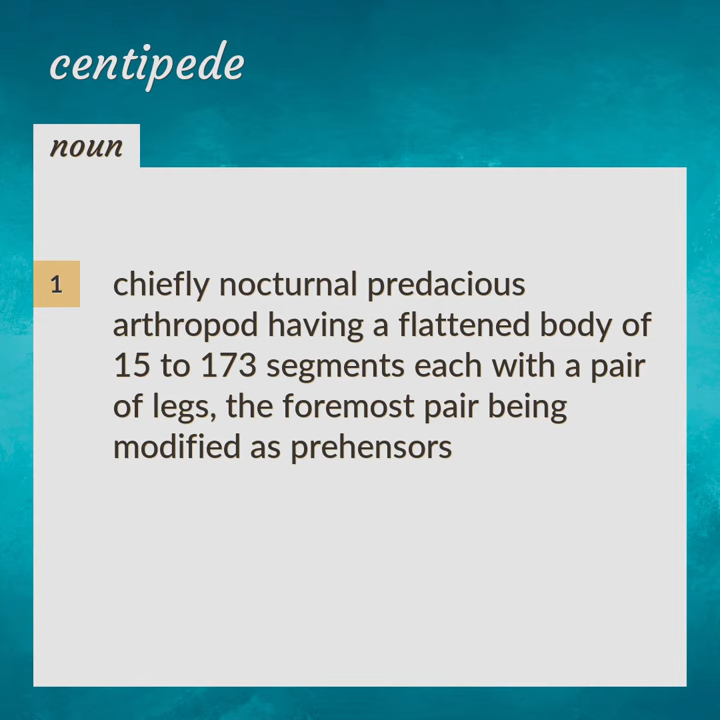 centipede
noun
1
chiefly nocturnal predacious
arthropod having a flattened body of
15 to 173 segments each with a pair
of legs, the foremost pair being
modified as prehensors